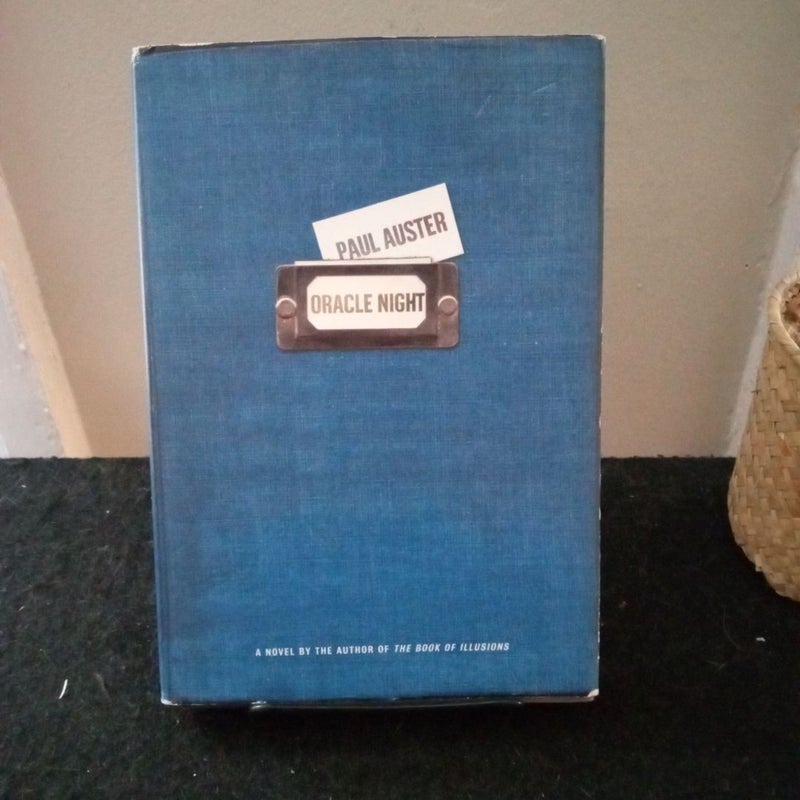 PAUL AUSTER
ORACLE NIGHT
A NOVEL BY THE AUTHOR OF THE BOOK OF ILLUSIONS